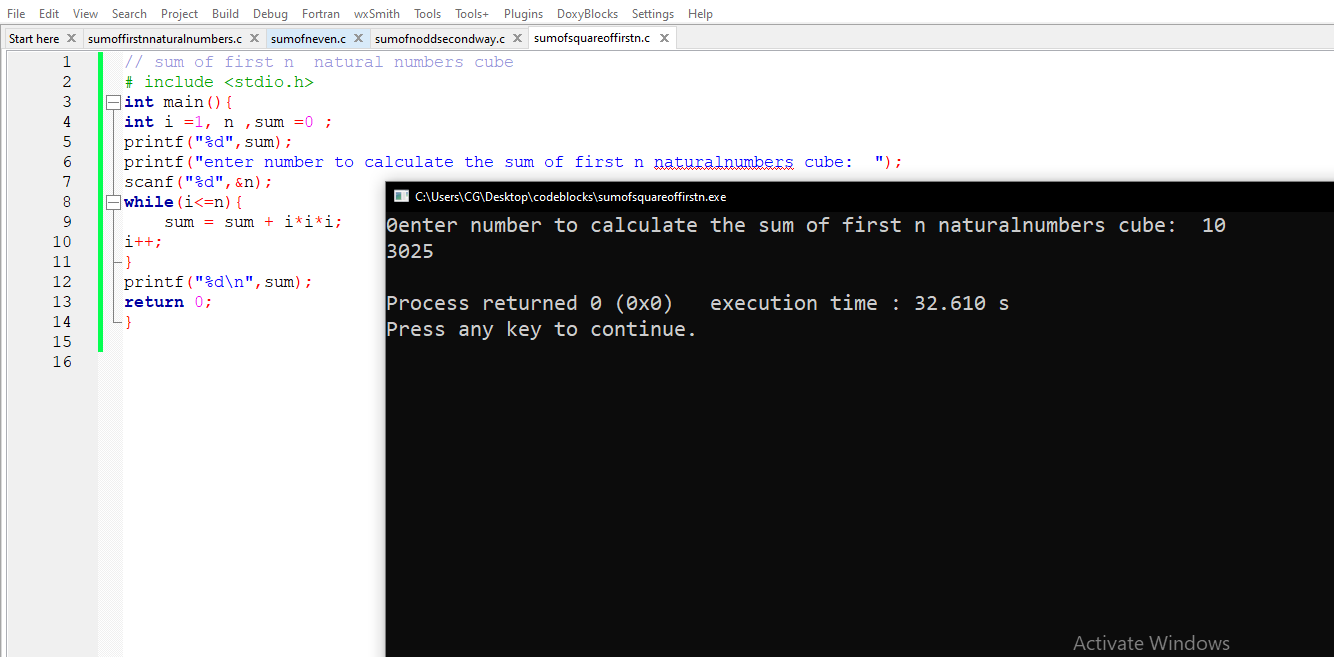 File Edit View Search Project Build Debug Fortran wxSmith Tools Tools+ Plugins DoxyBlocks Settings Help
Start here X sumoffirstnnaturalnumbers.c X sumofneven.c X sumofnoddsecondway.c X sumofsquareoffirstn.c X
1 // sum of first n  natural numbers cube
2 # include <stdio.h>
3 int main(){
4 int i =1, n ,sum =0 ;
5 printf("%d",sum);
6 printf("enter number to calculate the sum of first n naturalnumbers cube:  ");
7 scanf("%d",&n);
8 while(i<=n){
9     sum = sum + i*i*i;
10 i++;
11 }
12 printf("%d\n",sum);
13 return 0;
14 }
15
16
C:\Users\CG\Desktop\codeblocks\sumofsquareoffirstn.exe
0enter number to calculate the sum of first n naturalnumbers cube:  10
3025
Process returned 0 (0x0)   execution time : 32.610 s
Press any key to continue.
Activate Windows